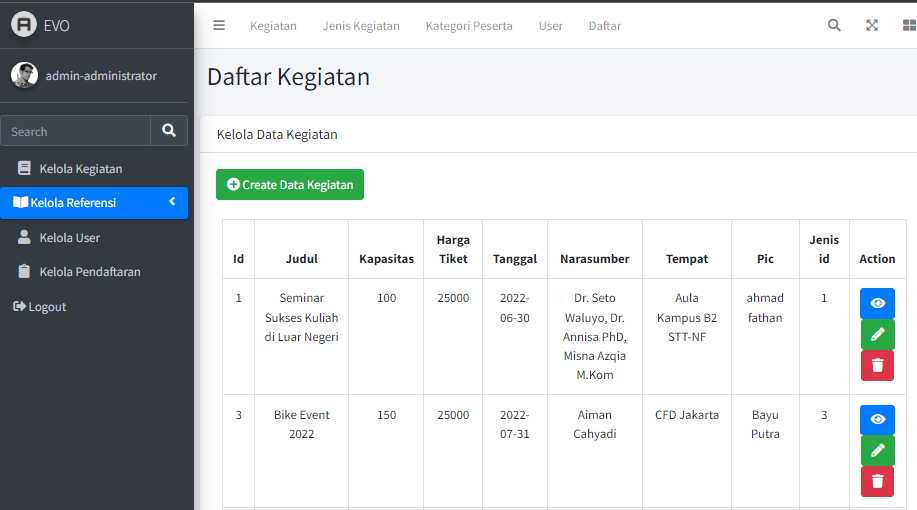 EVO
Kegiatan Jenis Kegiatan Kategori Peserta User Daftar
admin-administrator
Search
Kelola Kegiatan
Kelola Referensi
Kelola User
Kelola Pendaftaran
Logout
Daftar Kegiatan
Kelola Data Kegiatan
Create Data Kegiatan
Id Judul Kapasitas Harga Tiket Tanggal Narasumber Tempat Pic Jenis id Action
1 Seminar Sukses Kuliah di Luar Negeri 100 25000 2022-06-30 Dr. Seto Waluyo, Dr. Annisa PhD, Misna Azqia M.Kom Aula Kampus B2 STT-NF ahmad fathan 1
3 Bike Event 2022 150 25000 2022-07-31 Aiman Cahyadi CFD Jakarta Bayu Putra 3